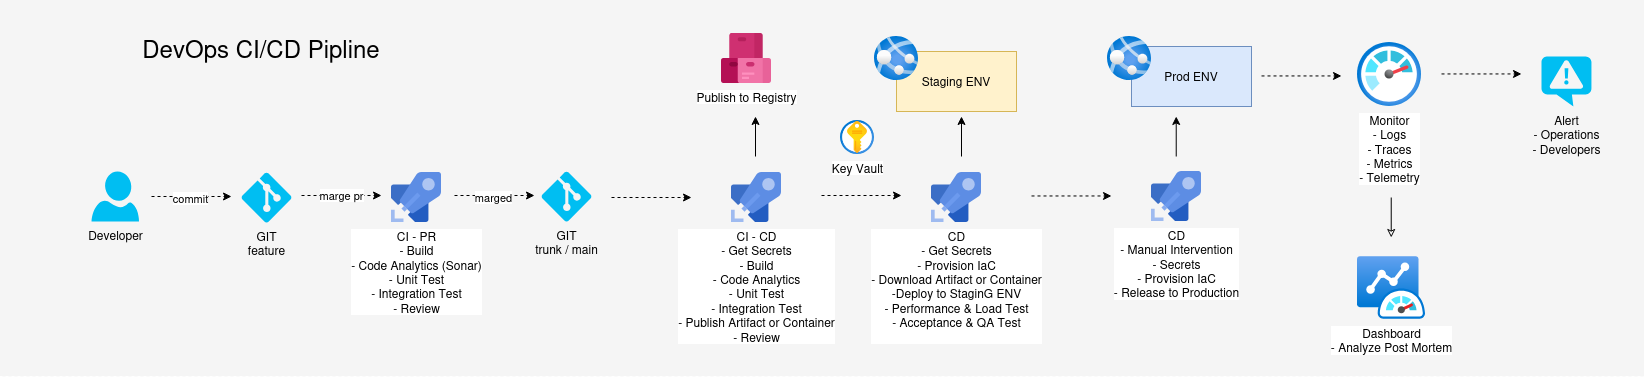 DevOps CI/CD Pipline
Developer
commit
GIT
feature
marge pr
CI - PR
- Build
- Code Analytics (Sonar)
- Unit Test
- Integration Test
- Review
marged
GIT
trunk / main
Publish to Registry
CI - CD
- Get Secrets
- Build
- Code Analytics
- Unit Test
- Integration Test
- Publish Artifact or Container
- Review
Key Vault
Staging ENV
CD
- Get Secrets
- Provision IaC
- Download Artifact or Container
-Deploy to StaginG ENV
- Performance & Load Test
- Acceptance & QA Test
Prod ENV
CD
- Manual Intervention
- Secrets
- Provision IaC
- Release to Production
Monitor
- Logs
- Traces
- Metrics
- Telemetry
Dashboard
- Analyze Post Mortem
Alert
- Operations
- Developers